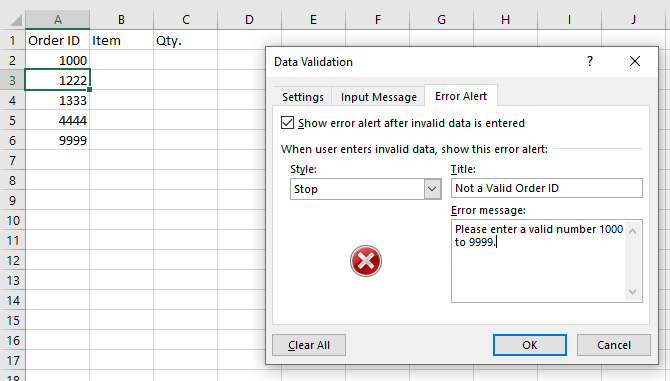 A B C D E F G H I J
1 Order ID Item Qty.
2 1000
3 1222
4 1333
5 4444
6 9999
7
8
9
10
11
12
13
14
15
16
17
18
Data Validation ?
Settings Input Message Error Alert
Show error alert after invalid data is entered
When user enters invalid data, show this error alert:
Style: Title:
Stop Not a Valid Order ID
Error message:
Please enter a valid number 1000
to 9999.
Clear All OK Cancel